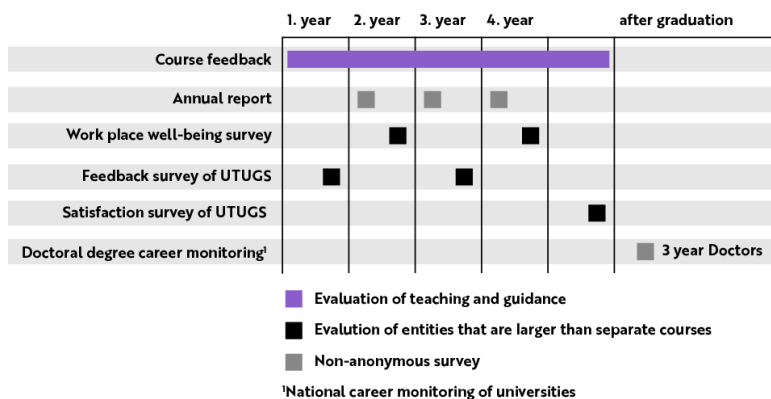 1. year 2. year 3. year 4. year after graduation
Course feedback
Annual report
Work place well-being survey
Feedback survey of UTUGS
Satisfaction survey of UTUGS
Doctoral degree career monitoring¹ 3 year Doctors
Evaluation of teaching and guidance
Evalution of entities that are larger than separate courses
Non-anonymous survey
¹National career monitoring of universities